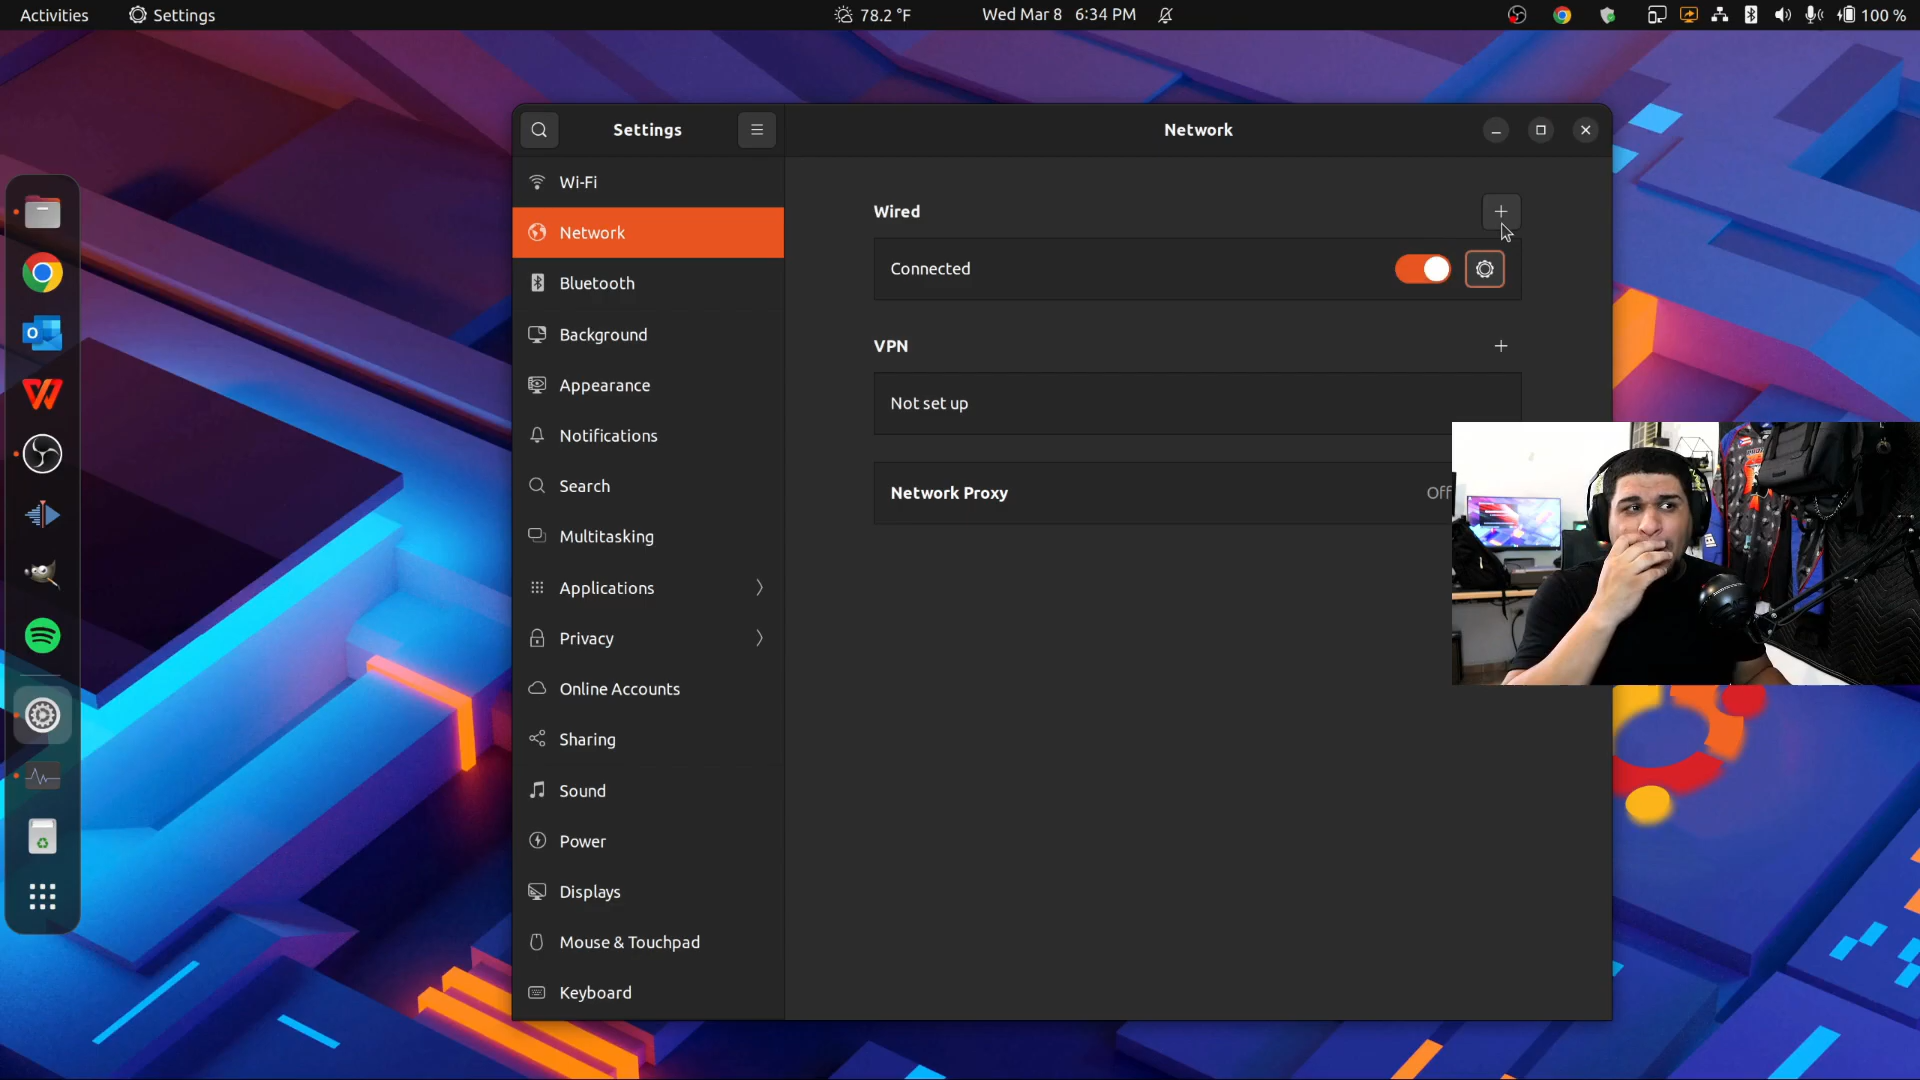 Activities
Settings
78.2 °F
Wed Mar 8 6:34 PM
100 %
Settings
Network
Wi-Fi
Network
Bluetooth
Background
Appearance
Notifications
Search
Multitasking
Applications
Privacy
Online Accounts
Sharing
Sound
Power
Displays
Mouse & Touchpad
Keyboard
Wired
Connected
VPN
Not set up
Network Proxy
Off